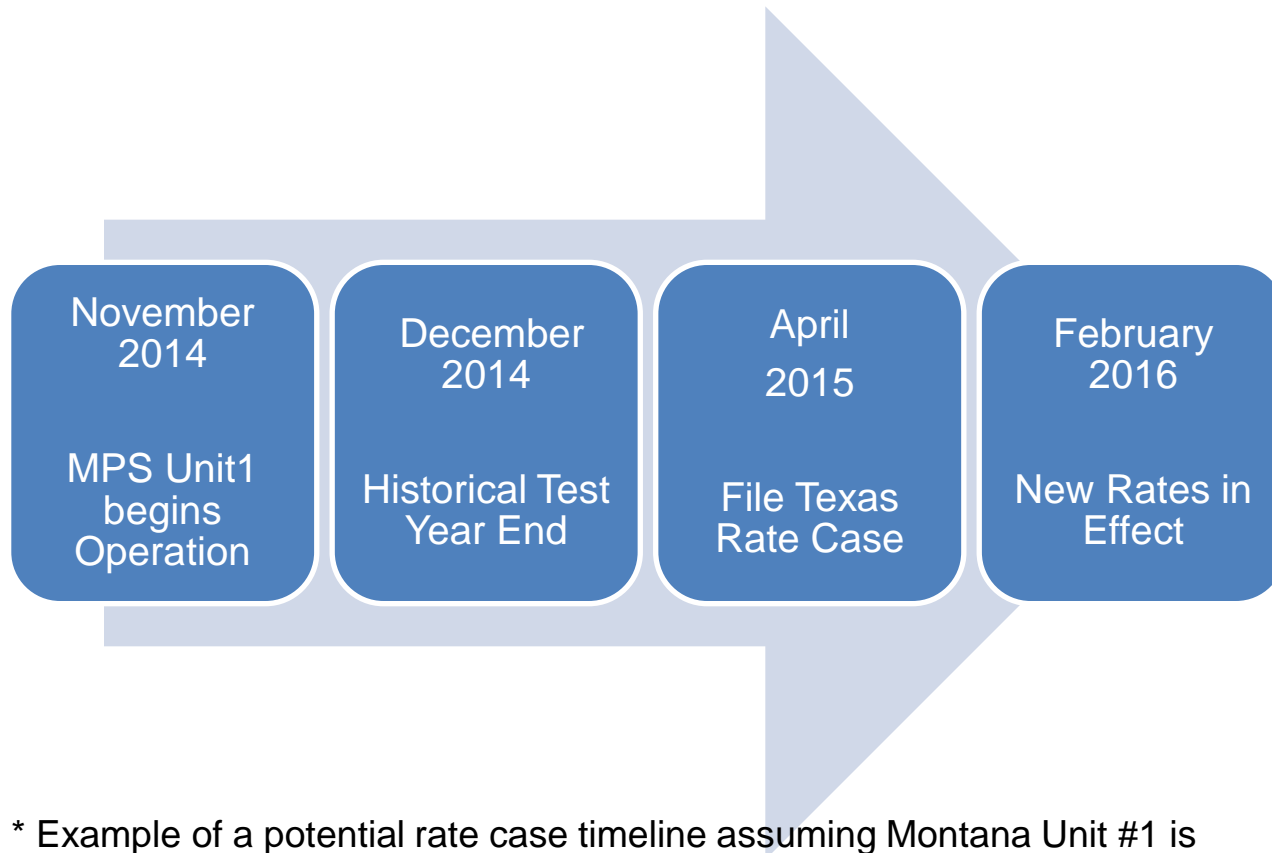 November
2014
MPS Unit1
begins
Operation
December
2014
Historical Test
Year End
April
2015
File Texas
Rate Case
February
2016
New Rates in
Effect
* Example of a potential rate case timeline assuming Montana Unit #1 is